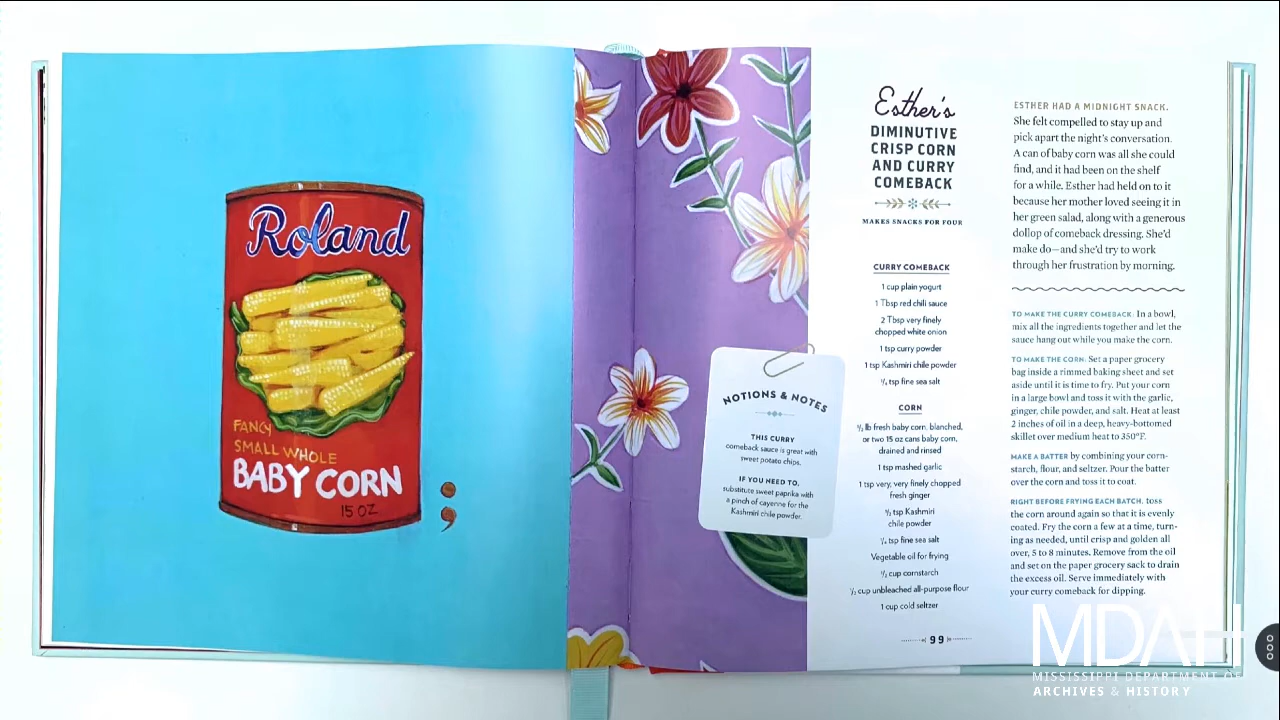 Roland
FANCY
SMALL WHOLE
BABY CORN
15 OZ
;
NOTIONS & NOTES
THIS CURRY
comeback sauce is great with
sweet potato chips.
IF YOU NEED TO,
substitute sweet paprika with
a pinch of cayenne for the
Kashmiri chile powder.
Esther's
DIMINUTIVE
CRISP CORN
AND CURRY
COMEBACK
MAKES SNACKS FOR FOUR
CURRY COMEBACK
1 cup plain yogurt
1 Tbsp red chili sauce
2 Tbsp very finely
chopped white onion
1 tsp curry powder
1 tsp Kashmiri chile powder
tsp fine sea salt
CORN
lb fresh baby corn, blanched,
or two 15 oz cans baby corn,
drained and rinsed
1 tsp mashed garlic
1 tsp very, very finely chopped
fresh ginger
tsp Kashmiri
chile powder
tsp fine sea salt
Vegetable oil for frying
cup cornstarch
cup unbleached all-purpose flour
1 cup cold seltzer
99
ESTHER HAD A MIDNIGHT SNACK.
She felt compelled to stay up and
pick apart the night's conversation.
A can of baby corn was all she could
find, and it had been on the shelf
for a while. Esther had held on to it
because her mother loved seeing it in
her green salad, along with a generous
dollop of comeback dressing. She'd
make do—and she'd try to work
through her frustration by morning.
TO MAKE THE CURRY COMEBACK: In a bowl,
mix all the ingredients together and let the
sauce hang out while you make the corn.
TO MAKE THE CORN: Set a paper grocery
bag inside a rimmed baking sheet and set
aside until it is time to fry. Put your corn
in a large bowl and toss it with the garlic,
ginger, chile powder, and salt. Heat at least
2 inches of oil in a deep, heavy-bottomed
skillet over medium heat to 350°F.
MAKE A BATTER by combining your corn-
starch, flour, and seltzer. Pour the batter
over the corn and toss it to coat.
RIGHT BEFORE FRYING EACH BATCH, toss
the corn around again so that it is evenly
coated. Fry the corn a few at a time, turn-
ing as needed, until crisp and golden all
over, 5 to 8 minutes. Remove from the oil
and set on the paper grocery sack to drain
the excess oil. Serve immediately with
your curry comeback for dipping.
MDAH
MISSISSIPPI DEPARTMENT OF
ARCHIVES & HISTORY